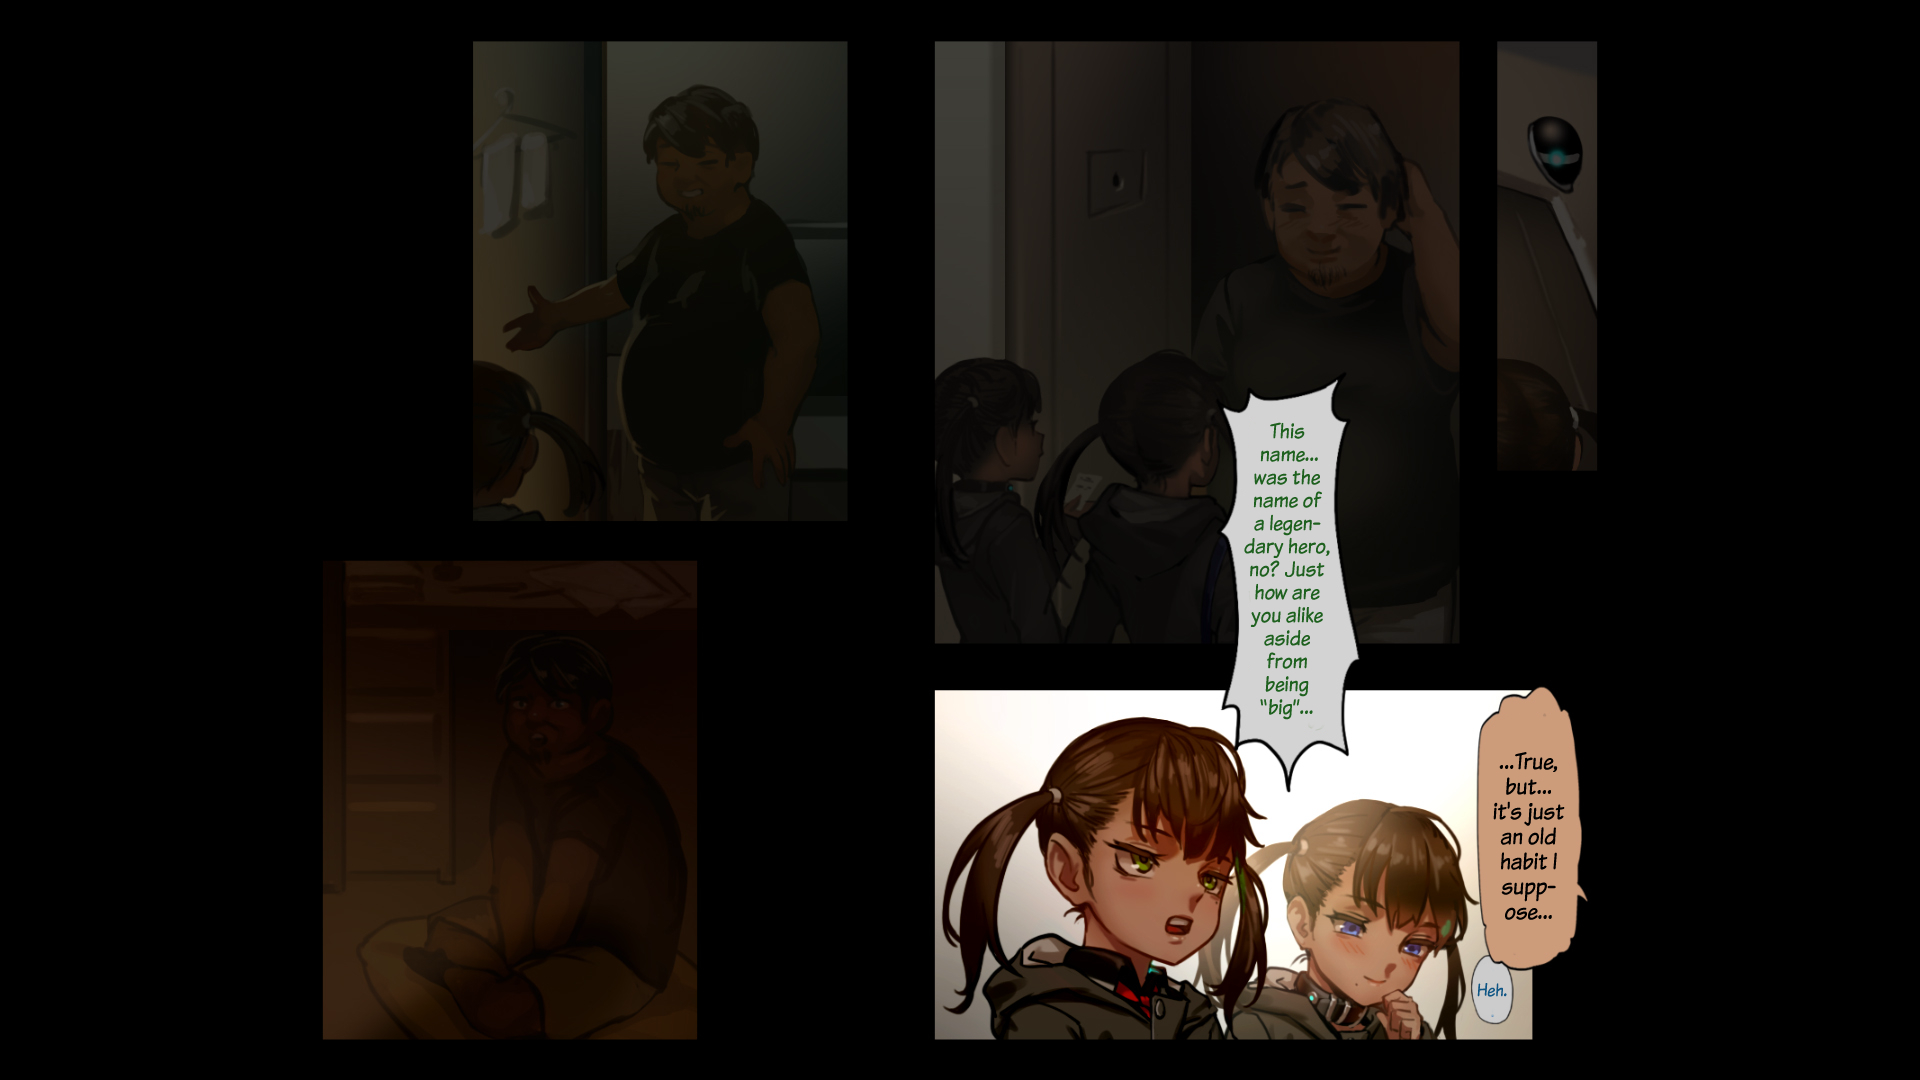 This
name...
was the
name of
a legen-
dary hero,
no? Just
how are
you alike
aside
from
being
"big"...
...True,
but...
it's just
an old
habit I
supp-
ose...
Heh.